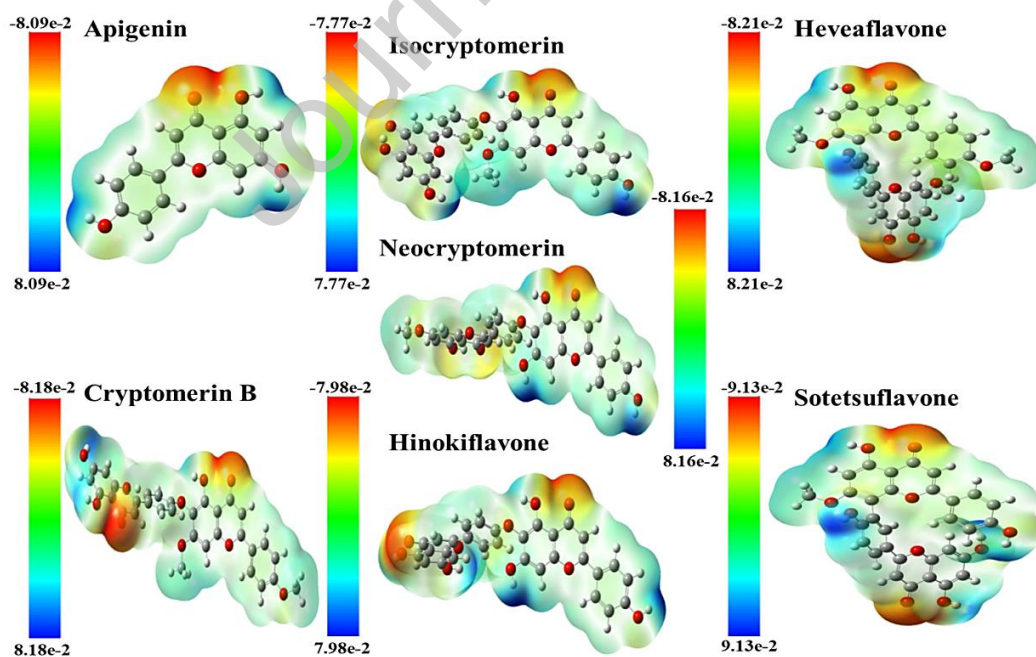 -8.09e-2
Apigenin
8.09e-2
-7.77e-2
Isocryptomerin
7.77e-2
-8.21e-2
Heveaflavone
8.21e-2
-8.16e-2
Neocryptomerin
8.16e-2
-8.18e-2
Cryptomerin B
8.18e-2
-7.98e-2
Hinokiflavone
7.98e-2
-9.13e-2
Sotetsuflavone
9.13e-2
Journ